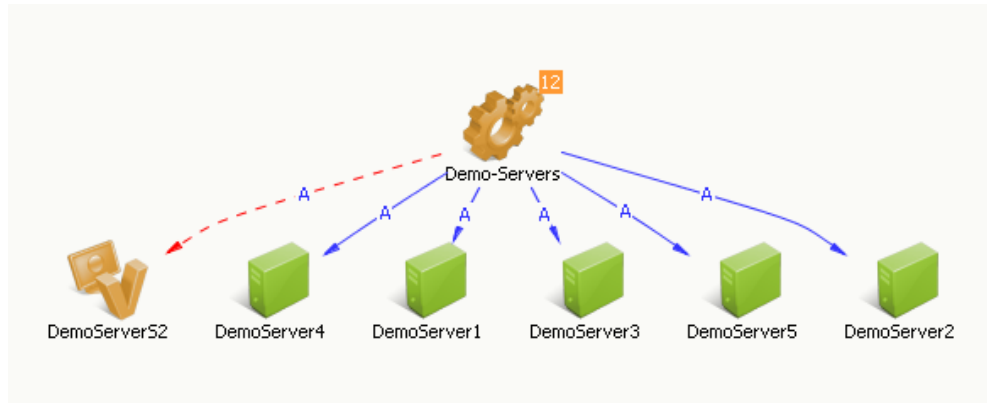 12
Demo-Servers
A
A
A
A
A
A
DemoServerS2
DemoServer4
DemoServer1
DemoServer3
DemoServer5
DemoServer2